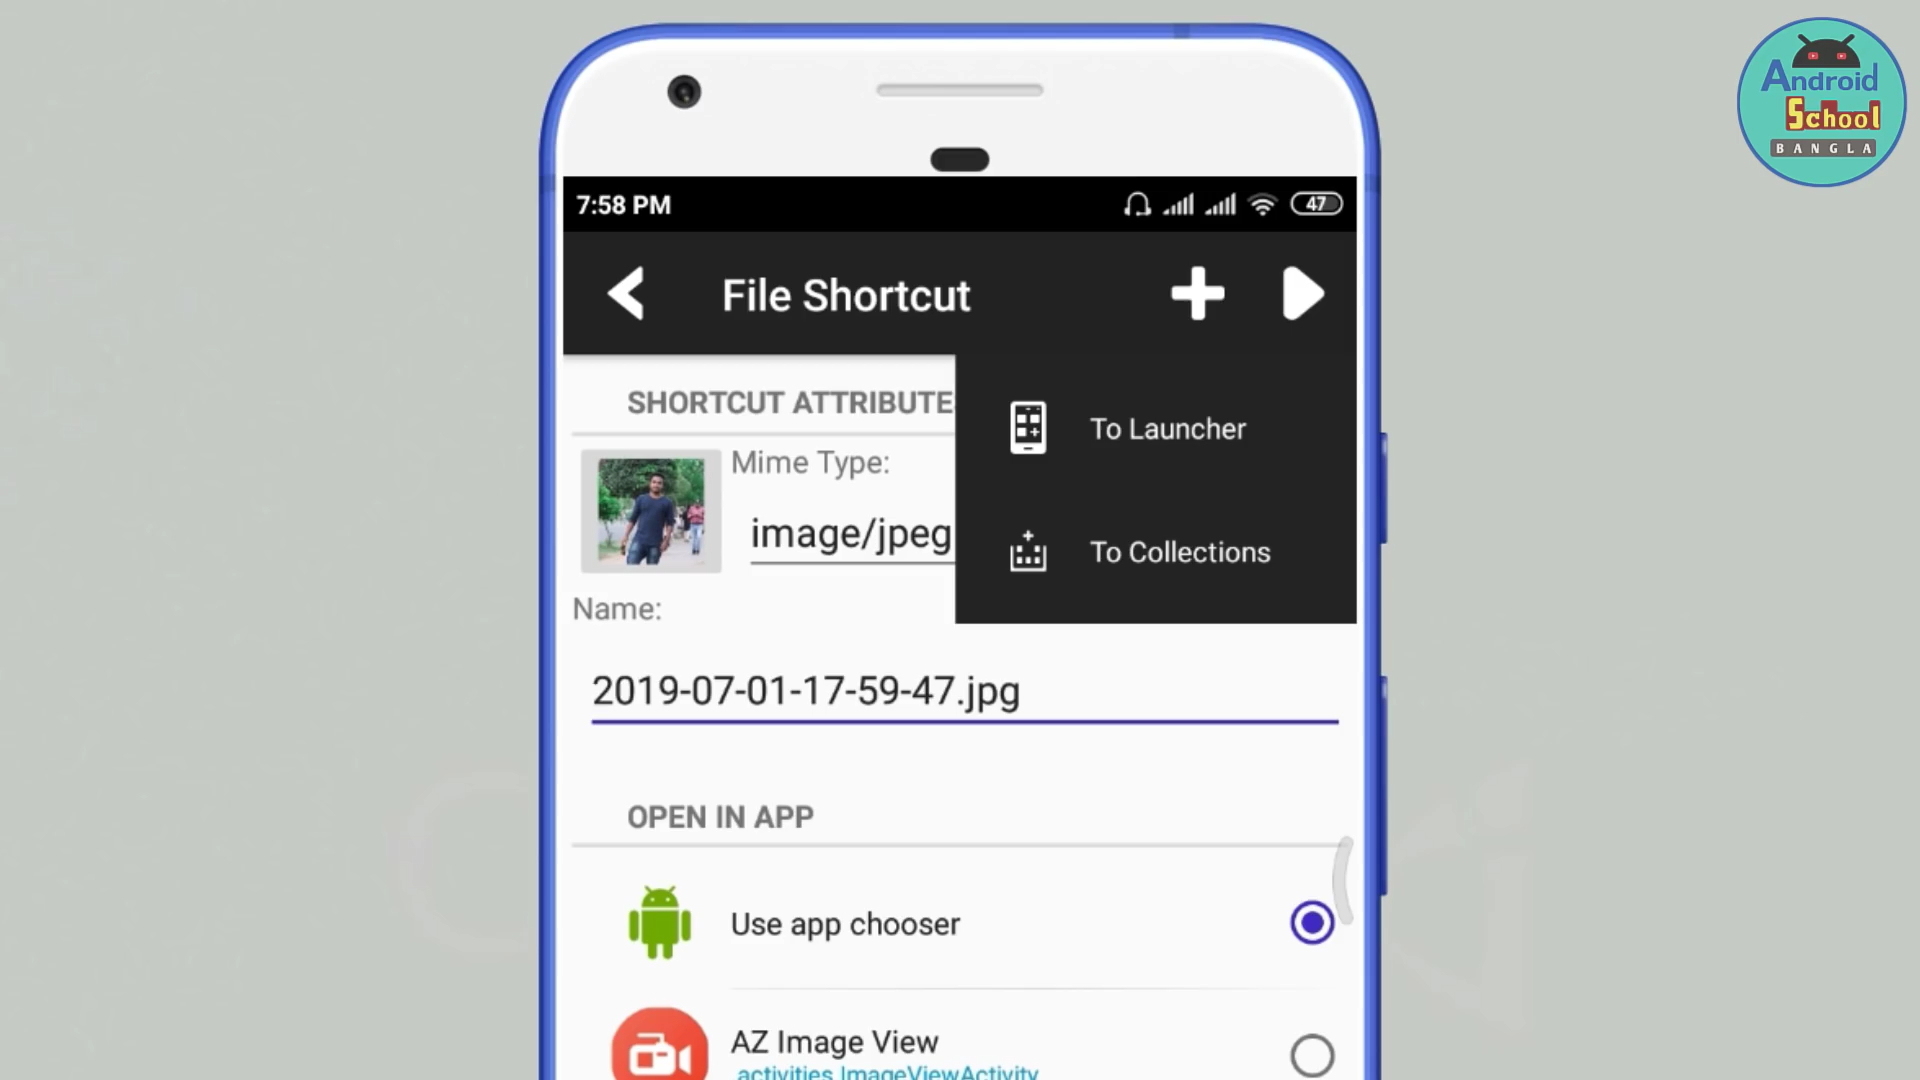 Android
School
BANGLA
7:58 PM
47
File Shortcut
To Launcher
To Collections
SHORTCUT ATTRIBUTE
Mime Type:
image/jpeg
Name:
2019-07-01-17-59-47.jpg
OPEN IN APP
Use app chooser
AZ Image View
activities.ImageViewActivity